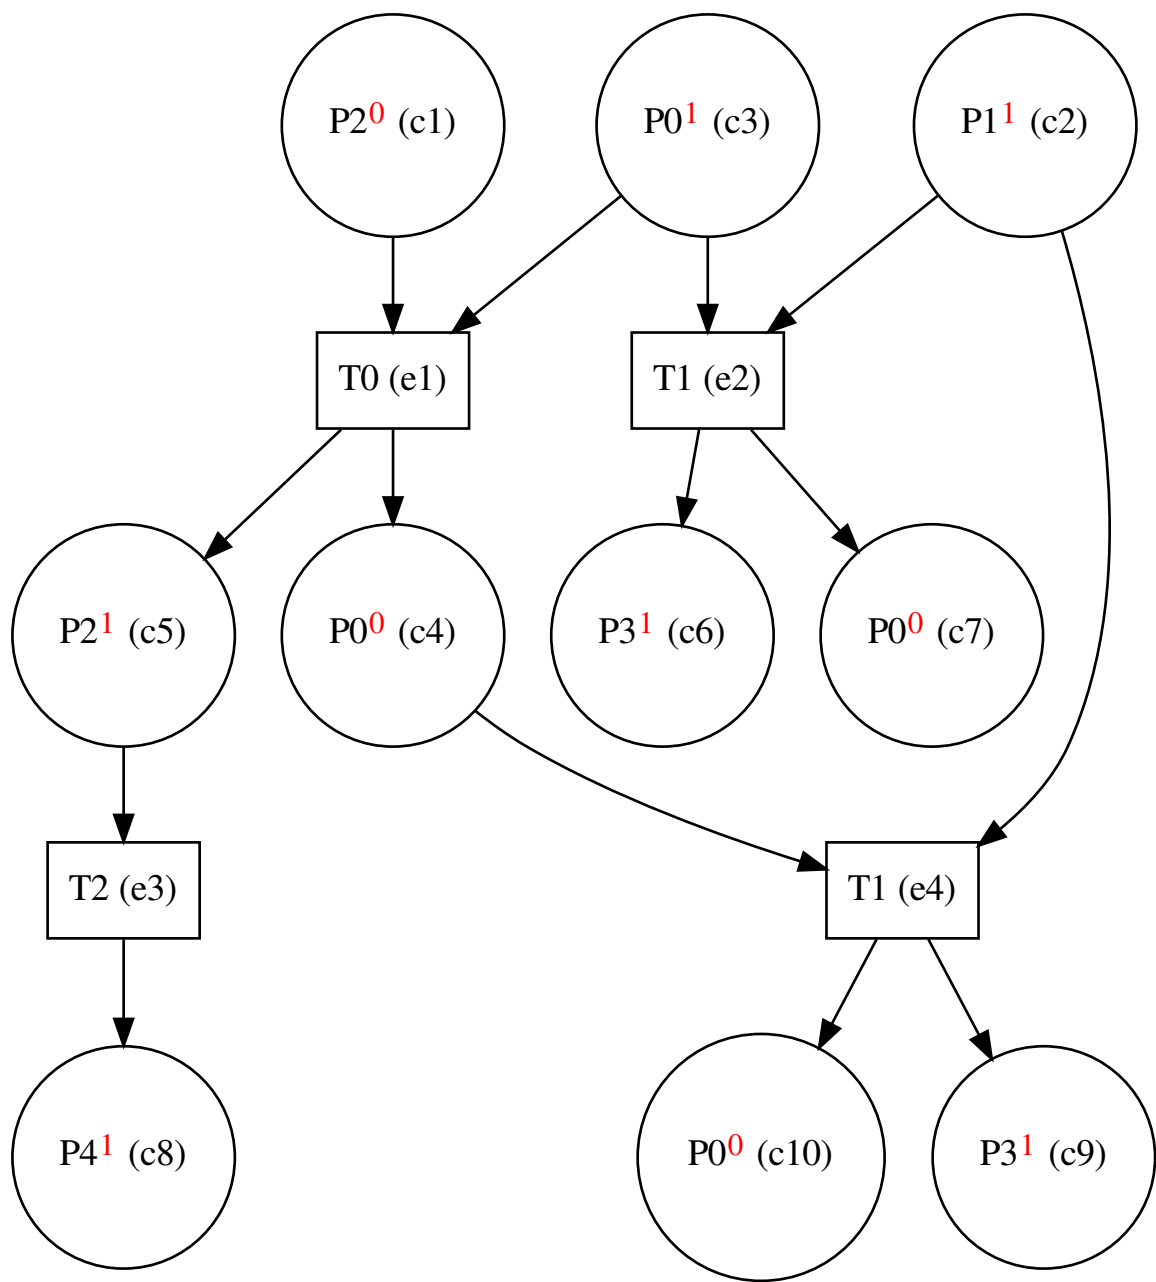 P2⁰ (c1)
P0¹ (c3)
P1¹ (c2)
T0 (e1)
T1 (e2)
P2¹ (c5)
P0⁰ (c4)
P3¹ (c6)
P0⁰ (c7)
T2 (e3)
T1 (e4)
P4¹ (c8)
P0⁰ (c10)
P3¹ (c9)